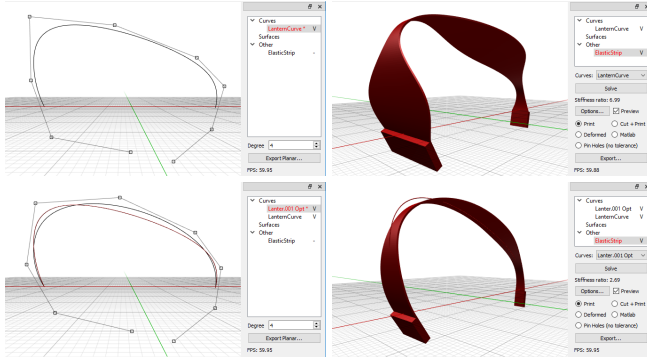 Curves
LanternCurve * V
Surfaces
Other
ElasticStrip -
Degree 4
Export Planar...
FPS: 59.95
Curves
LanternCurve V
Surfaces
Other
ElasticStrip V
Curves: LanternCurve
Solve
Stiffness ratio: 6.99
Options... Preview
Print Cut + Print
Deformed Matlab
Pin Holes (no tolerance)
Export...
FPS: 59.88
Curves
Lanter.001 Opt * V
LanternCurve V
Surfaces
Other
ElasticStrip -
Degree 4
Export Planar...
FPS: 59.95
Curves
Lanter.001 Opt V
LanternCurve V
Surfaces
Other
ElasticStrip V
Curves: Lanter.001 Opt
Solve
Stiffness ratio: 2.69
Options... Preview
Print Cut + Print
Deformed Matlab
Pin Holes (no tolerance)
Export...
FPS: 59.95